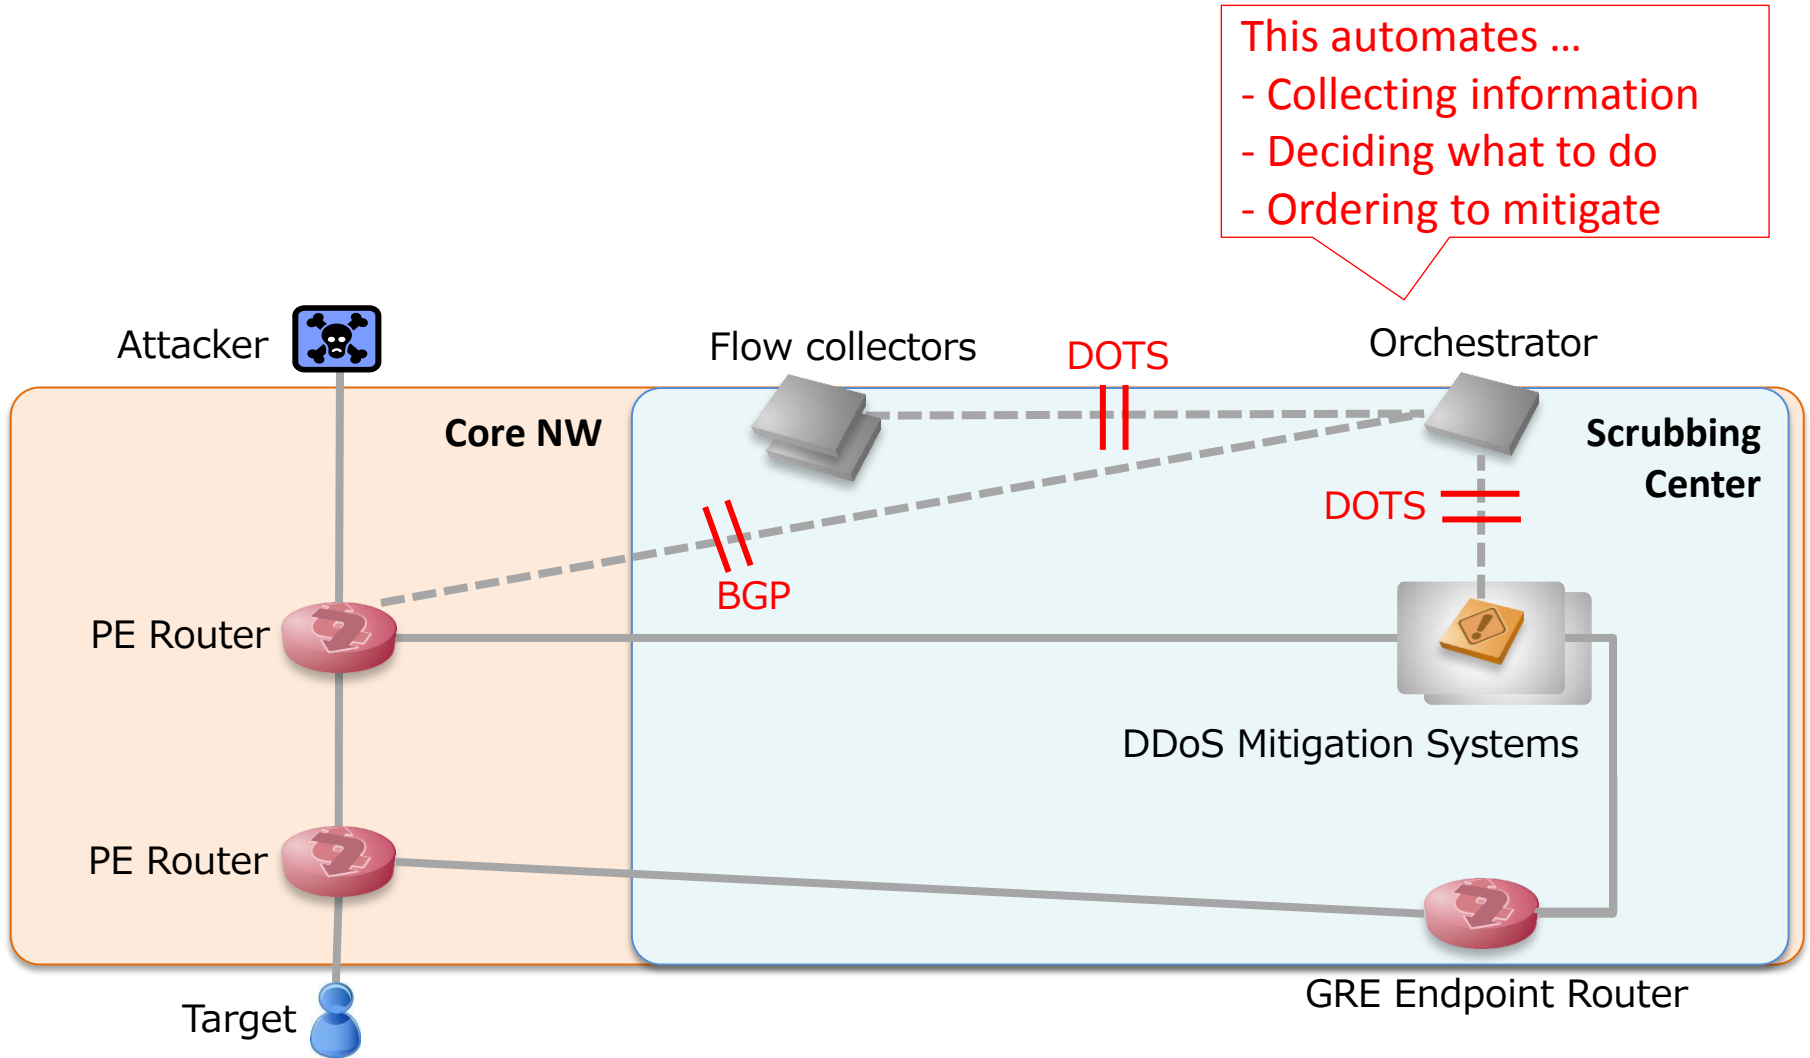 This automates ...
- Collecting information
- Deciding what to do
- Ordering to mitigate
Attacker
Flow collectors
DOTS
Orchestrator
Core NW
Scrubbing
Center
DOTS
BGP
PE Router
DDoS Mitigation Systems
PE Router
GRE Endpoint Router
Target